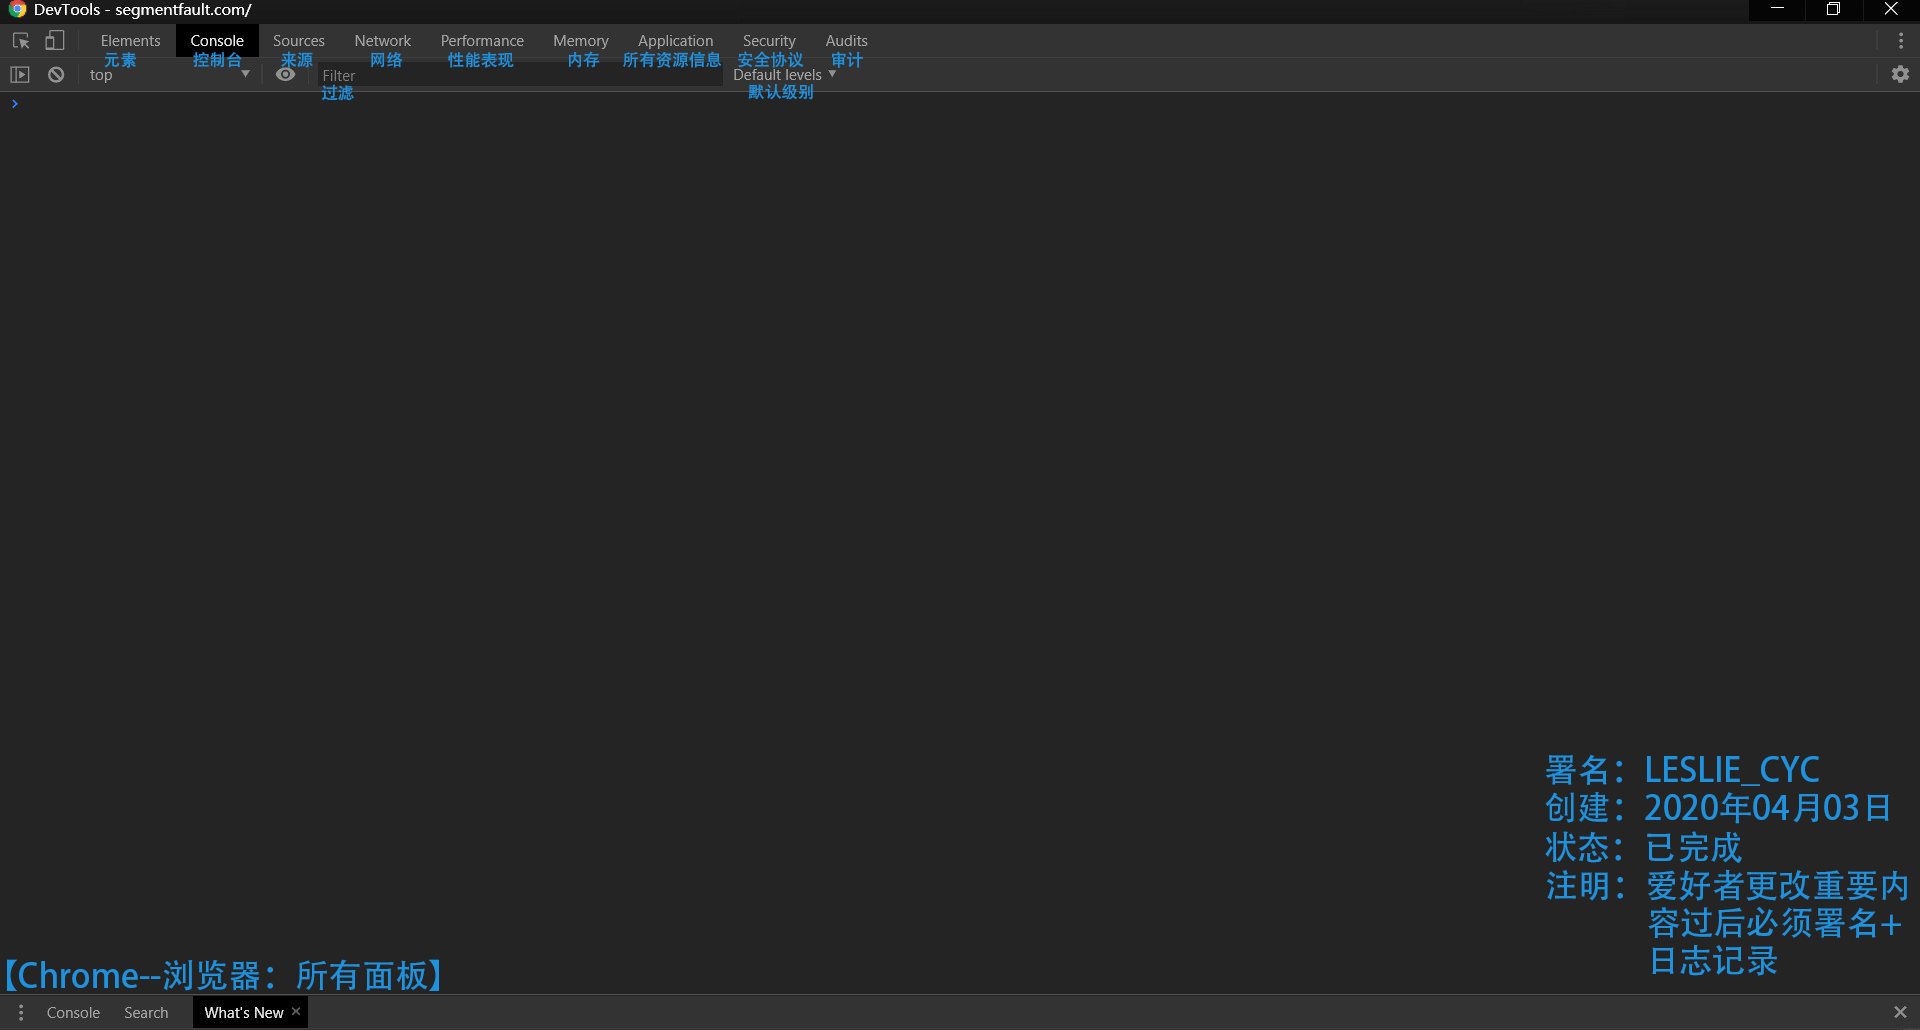 DevTools - segmentfault.com/
Elements Console Sources Network Performance Memory Application Security Audits
元素 控制台 来源 网络 性能表现 内存 所有资源信息 安全协议 审计
top Filter Default levels
过滤 默认级别
署名：LESLIE_CYC
创建：2020年04月03日
状态：已完成
注明：爱好者更改重要内
容过后必须署名+
日志记录
【Chrome--浏览器：所有面板】
Console Search What's New